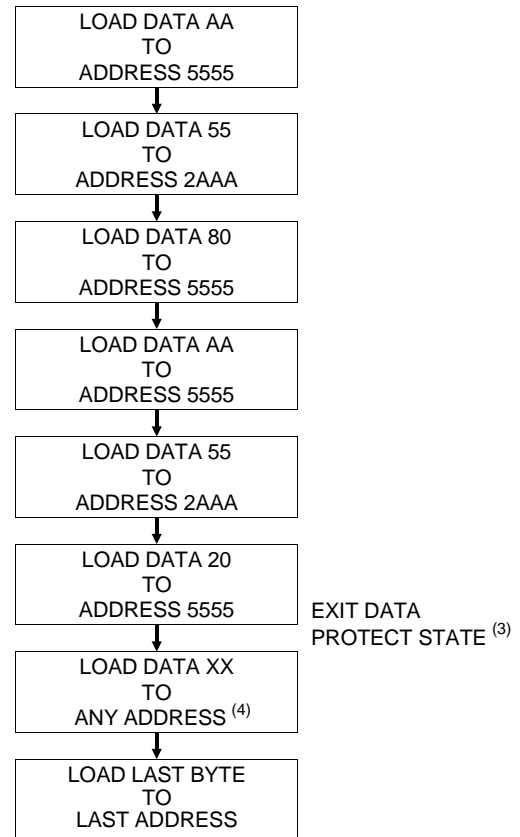 LOAD DATA AA
TO
ADDRESS 5555
LOAD DATA 55
TO
ADDRESS 2AAA
LOAD DATA 80
TO
ADDRESS 5555
LOAD DATA AA
TO
ADDRESS 5555
LOAD DATA 55
TO
ADDRESS 2AAA
LOAD DATA 20
TO
ADDRESS 5555
EXIT DATA
PROTECT STATE (3)
LOAD DATA XX
TO
ANY ADDRESS (4)
LOAD LAST BYTE
TO
LAST ADDRESS